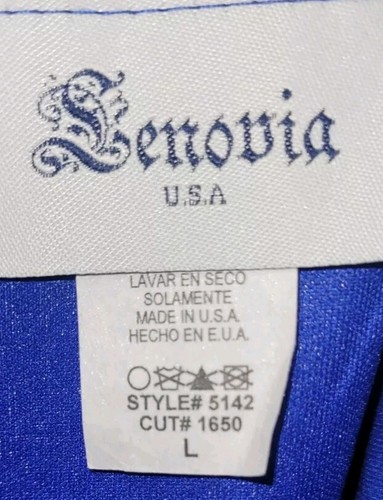 Lenovia
U.S.A
LAVAR EN SECO
SOLAMENTE
MADE IN U.S.A.
HECHO EN E.U.A.
STYLE# 5142
CUT# 1650
L